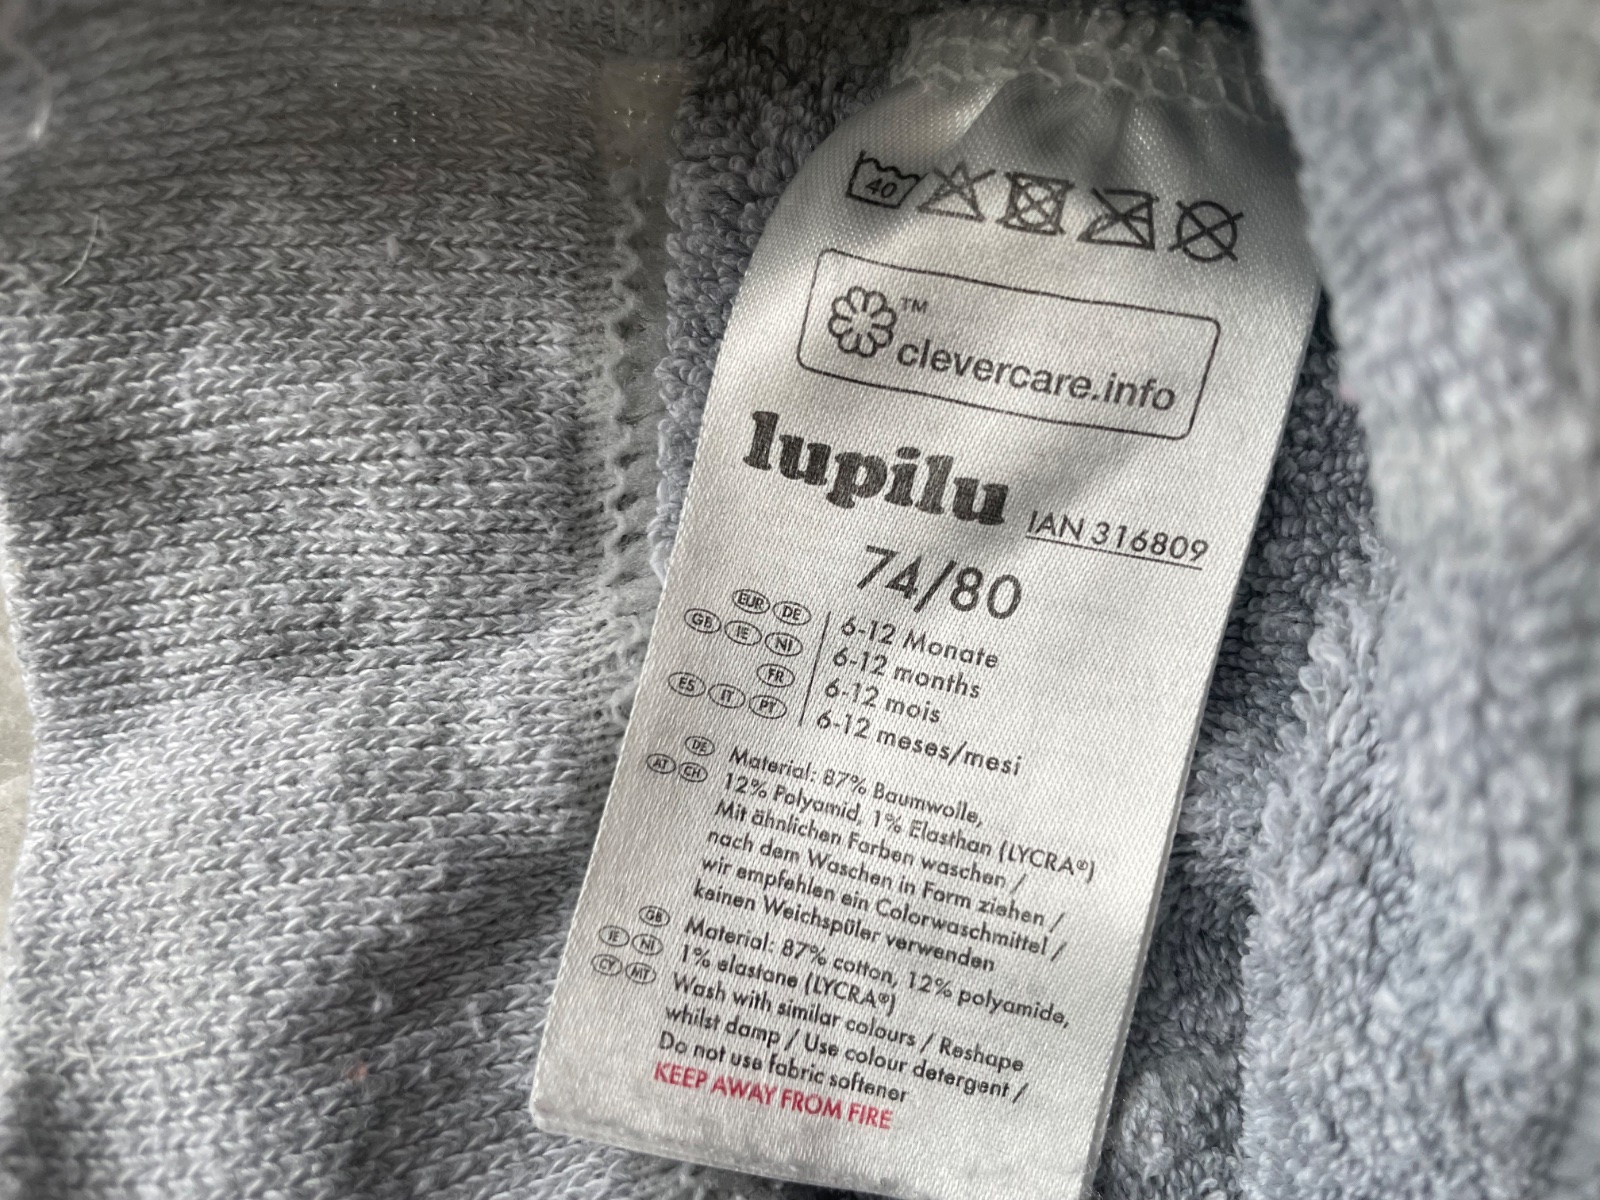 40
™
clevercare.info
lupilu IAN 316809
74/80
EUR DE 6-12 Monate
GB IE NI 6-12 months
FR 6-12 mois
ES IT PT 6-12 meses/mesi
DE Material: 87% Baumwolle,
AT CH 12% Polyamid, 1% Elasthan (LYCRA®)
Mit ähnlichen Farben waschen /
nach dem Waschen in Form ziehen /
wir empfehlen ein Colorwaschmittel /
keinen Weichspüler verwenden
GB Material: 87% cotton, 12% polyamide,
IE NI 1% elastane (LYCRA®)
CY MT Wash with similar colours / Reshape
whilst damp / Use colour detergent /
Do not use fabric softener
KEEP AWAY FROM FIRE